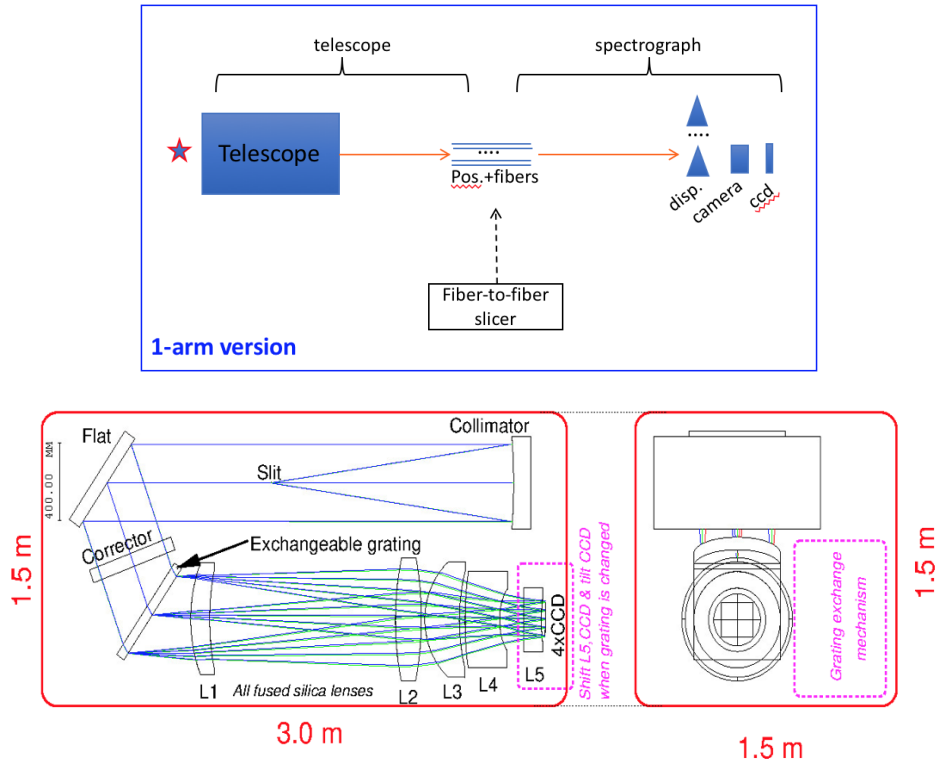 telescope
spectrograph
Telescope
Pos.+fibers
disp.
camera
ccd
Fiber-to-fiber
slicer
1-arm version
Flat
Collimator
Slit
400.00 MM
Corrector
Exchangeable grating
1.5 m
L1
All fused silica lenses
L2
L3
L4
L5
4xCCD
Shift L5,CCD & tilt CCD
when grating is changed
3.0 m
Grating exchange
mechanism
1.5 m
1.5 m